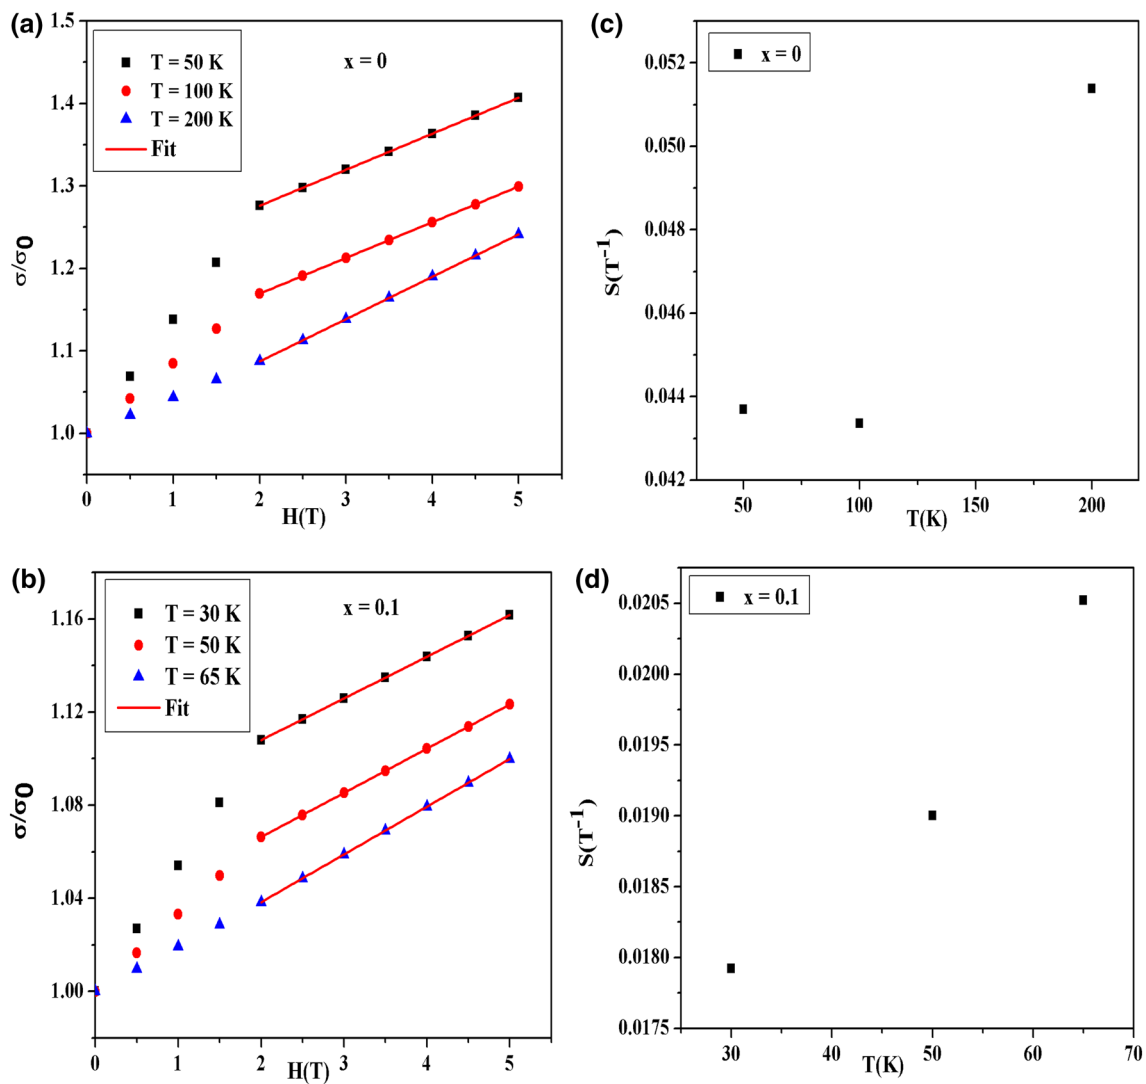 (a)
1.5
1.4
1.3
1.2
1.1
1.0
σ/σ0
T = 50 K
T = 100 K
T = 200 K
Fit
x = 0
0 1 2 3 4 5
H(T)
(c)
0.052
0.050
0.048
0.046
0.044
0.042
S(T-1)
x = 0
50 100 150 200
T(K)
(b)
1.16
1.12
1.08
1.04
1.00
σ/σ0
T = 30 K
T = 50 K
T = 65 K
Fit
x = 0.1
0 1 2 3 4 5
H(T)
(d)
0.0205
0.0200
0.0195
0.0190
0.0185
0.0180
0.0175
S(T-1)
x = 0.1
30 40 50 60 70
T(K)